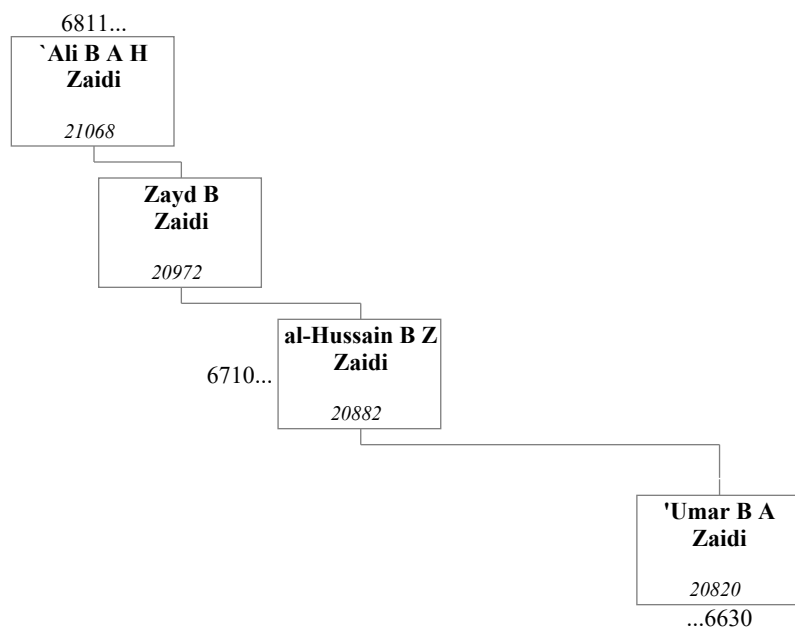 6811...
`Ali B A H
Zaidi
21068
Zayd B
Zaidi
20972
al-Hussain B Z
Zaidi
6710...
20882
'Umar B A
Zaidi
20820
...6630